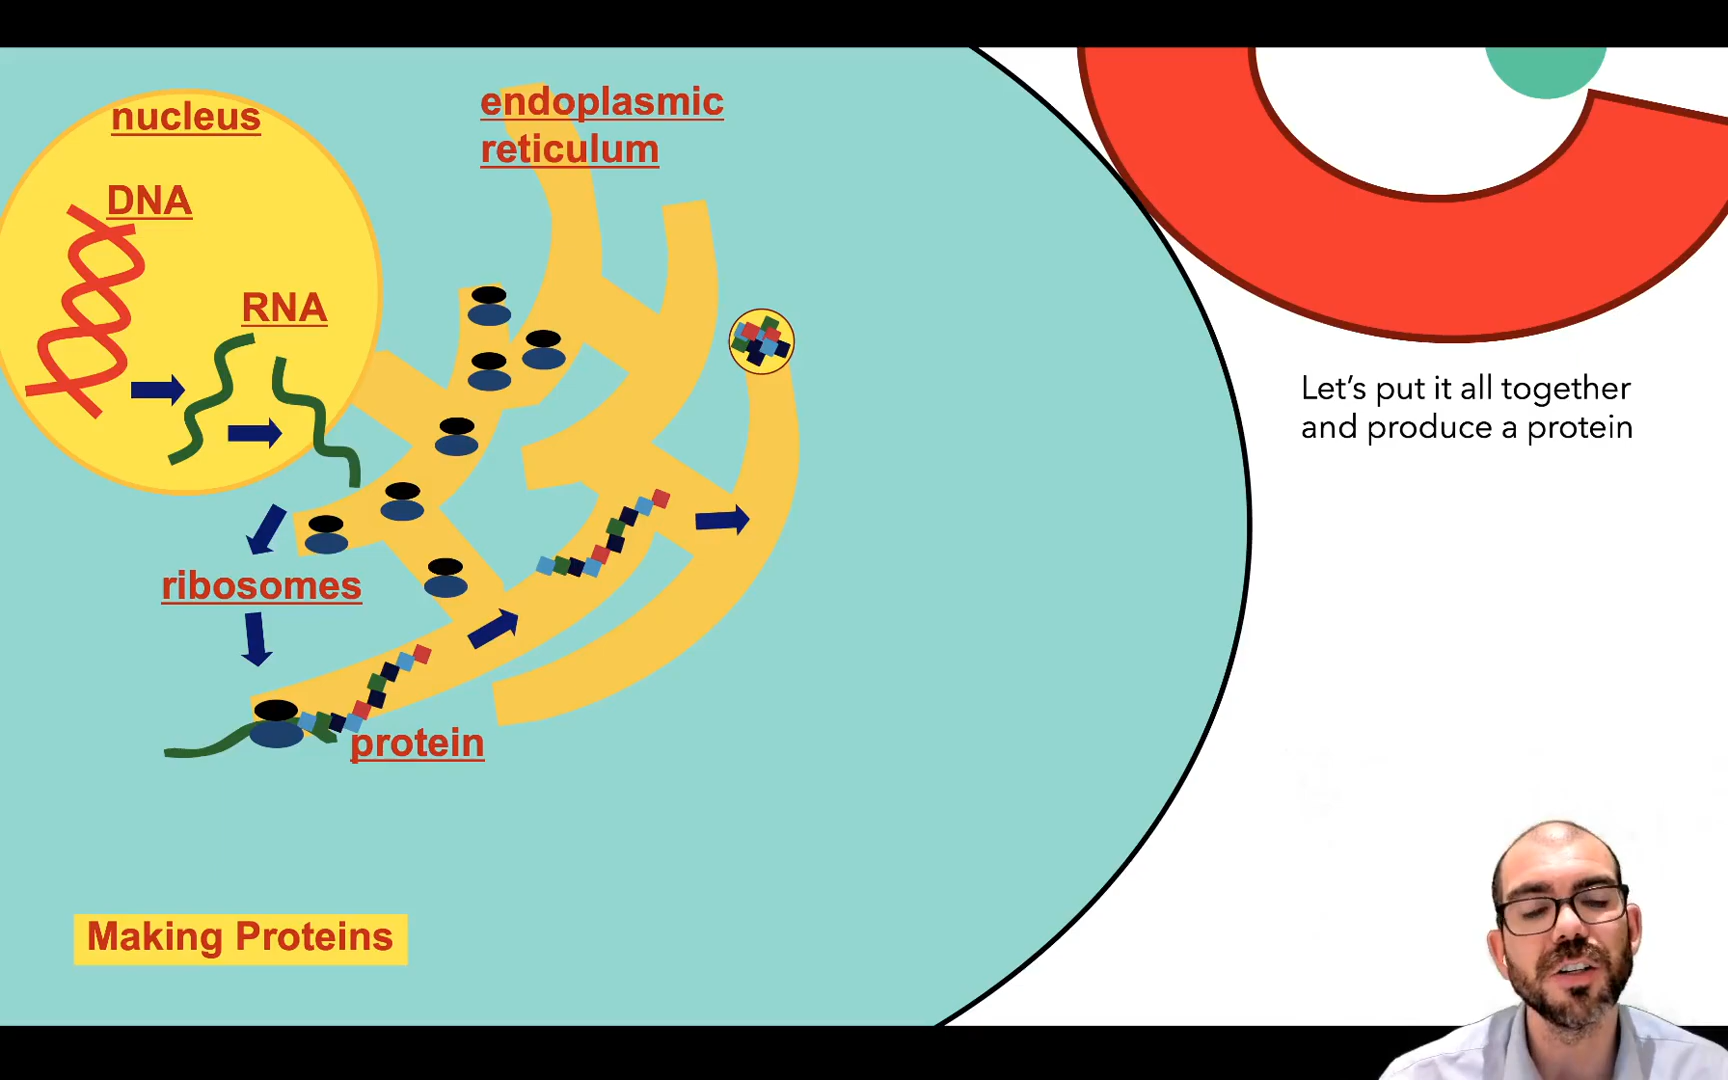 nucleus
DNA
RNA
endoplasmic
reticulum
ribosomes
protein
Making Proteins
Let's put it all together
and produce a protein